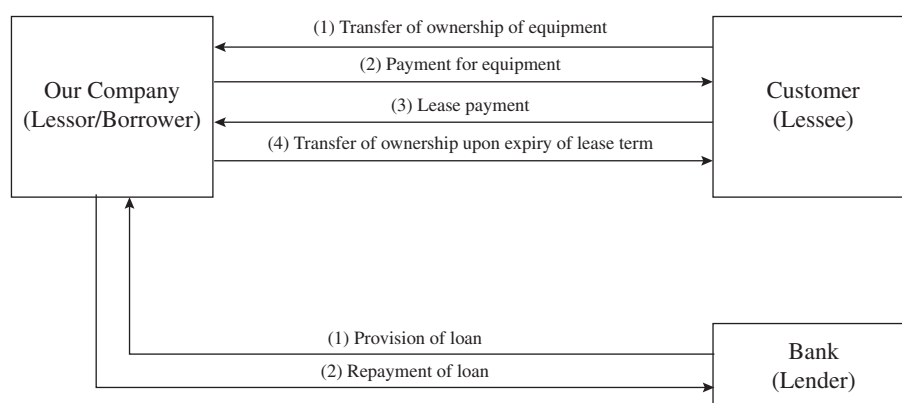 (1) Transfer of ownership of equipment
(2) Payment for equipment
Our Company
(Lessor/Borrower)
Customer
(Lessee)
(3) Lease payment
(4) Transfer of ownership upon expiry of lease term
(1) Provision of loan
(2) Repayment of loan
Bank
(Lender)